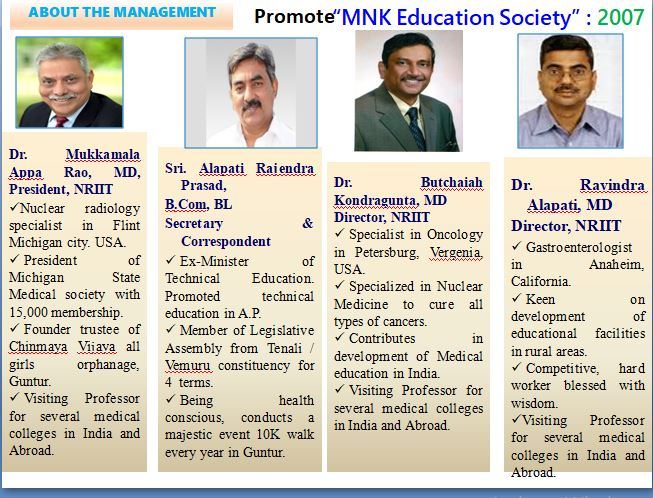 ABOUT THE MANAGEMENT
Promote“MNK Education Society” : 2007
Dr. Mukkamala
Appa Rao, MD,
President, NRIIT
✓Nuclear radiology
specialist in Flint
Michigan city. USA.
✓President of
Michigan State
Medical society with
15,000 membership.
✓Founder trustee of
Chinmaya Vijaya all
girls orphanage,
Guntur.
✓Visiting Professor
for several medical
colleges in India and
Abroad.
Sri. Alapati Rajendra
Prasad,
B.Com, BL
Secretary &
Correspondent
✓Ex-Minister of
Technical Education.
Promoted technical
education in A.P.
✓Member of Legislative
Assembly from Tenali /
Vemuru constituency for
4 terms.
✓Being health
conscious, conducts a
majestic event 10K walk
every year in Guntur.
Dr. Butchaiah
Kondragunta, MD
Director, NRIIT
✓Specialist in Oncology
in Petersburg, Vergenia,
USA.
✓Specialized in Nuclear
Medicine to cure all
types of cancers.
✓Contributes in
development of Medical
education in India.
✓Visiting Professor for
several medical colleges
in India and Abroad.
Dr. Ravindra
Alapati, MD
Director, NRIIT
✓Gastroenterologist
in Anaheim,
California.
✓Keen on
development of
educational facilities
in rural areas.
✓Competitive, hard
worker blessed with
wisdom.
✓Visiting Professor
for several medical
colleges in India and
Abroad.